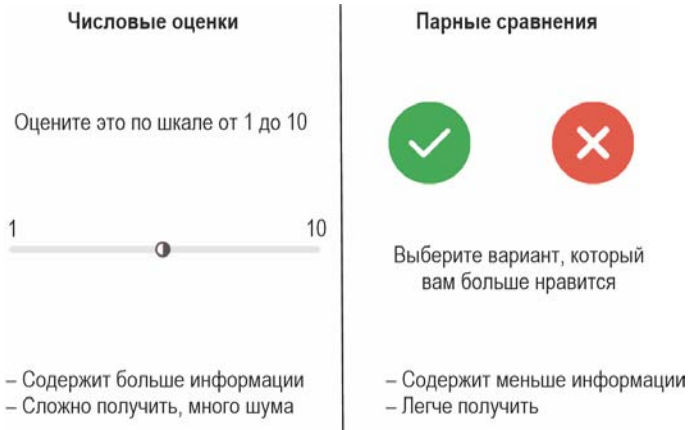 Числовые оценки
Оцените это по шкале от 1 до 10
1
10
– Содержит больше информации
– Сложно получить, много шума
Парные сравнения
Выберите вариант, который
вам больше нравится
– Содержит меньше информации
– Легче получить